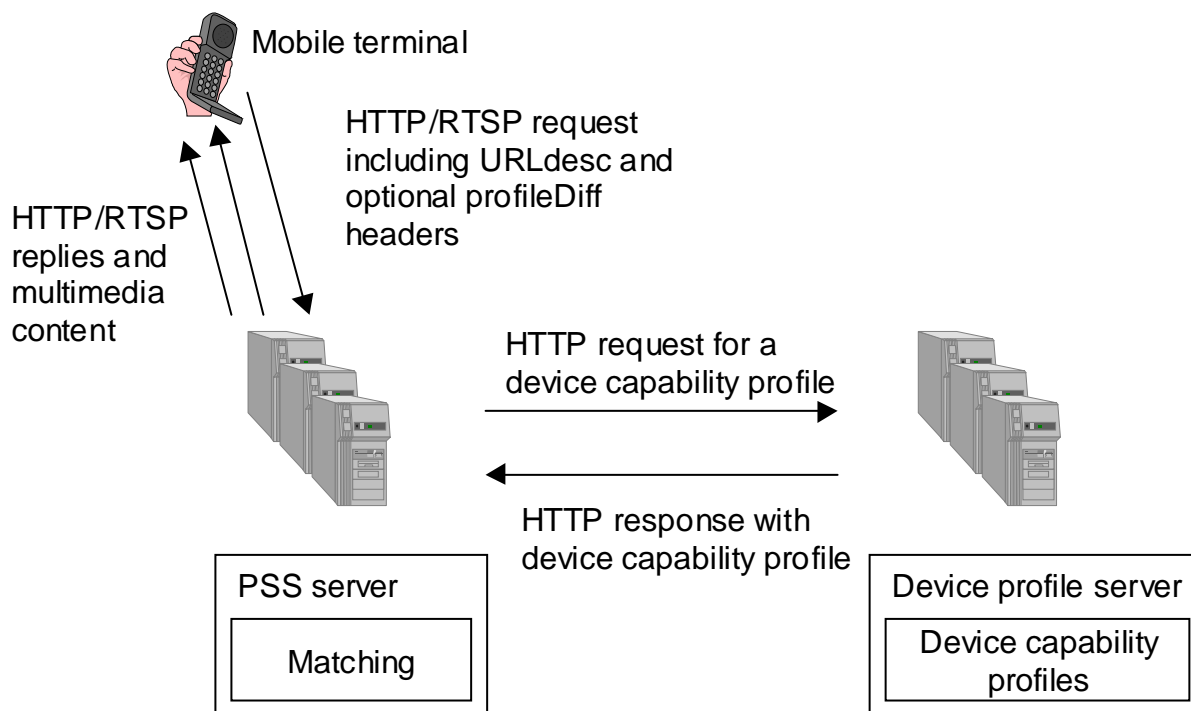 Mobile terminal
HTTP/RTSP request
including URLdesc and
optional profileDiff
headers
HTTP/RTSP
replies and
multimedia
content
HTTP request for a
device capability profile
HTTP response with
device capability profile
PSS server
Matching
Device profile server
Device capability
profiles